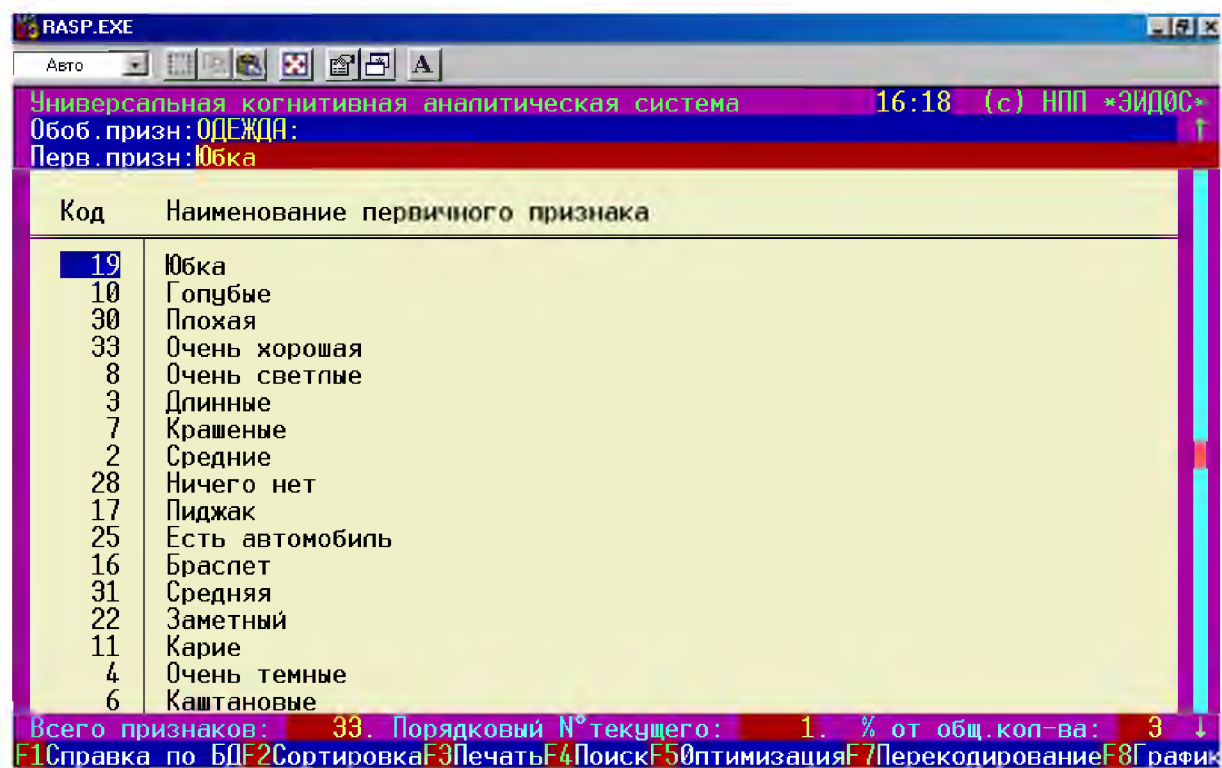 RASP.EXE
Авто A
Универсальная когнитивная аналитическая система 16:18 (c) НПП *ЭЙДОС*
Обоб.призн:ОДЕЖДА: ↑
Перв.призн:Юбка
Код Наименование первичного признака
19 Юбка
10 Голубые
30 Плохая
33 Очень хорошая
8 Очень светлые
3 Длинные
7 Крашеные
2 Средние
28 Ничего нет
17 Пиджак
25 Есть автомобиль
16 Браслет
31 Средняя
22 Заметный
11 Карие
4 Очень темные
6 Каштановые
Всего признаков: 33. Порядковый N°текущего: 1. % от общ.кол-ва: 3 ↓
F1Справка по БДF2СортировкаF3ПечатьF4ПоискF5ОптимизацияF7ПерекодированиеF8График